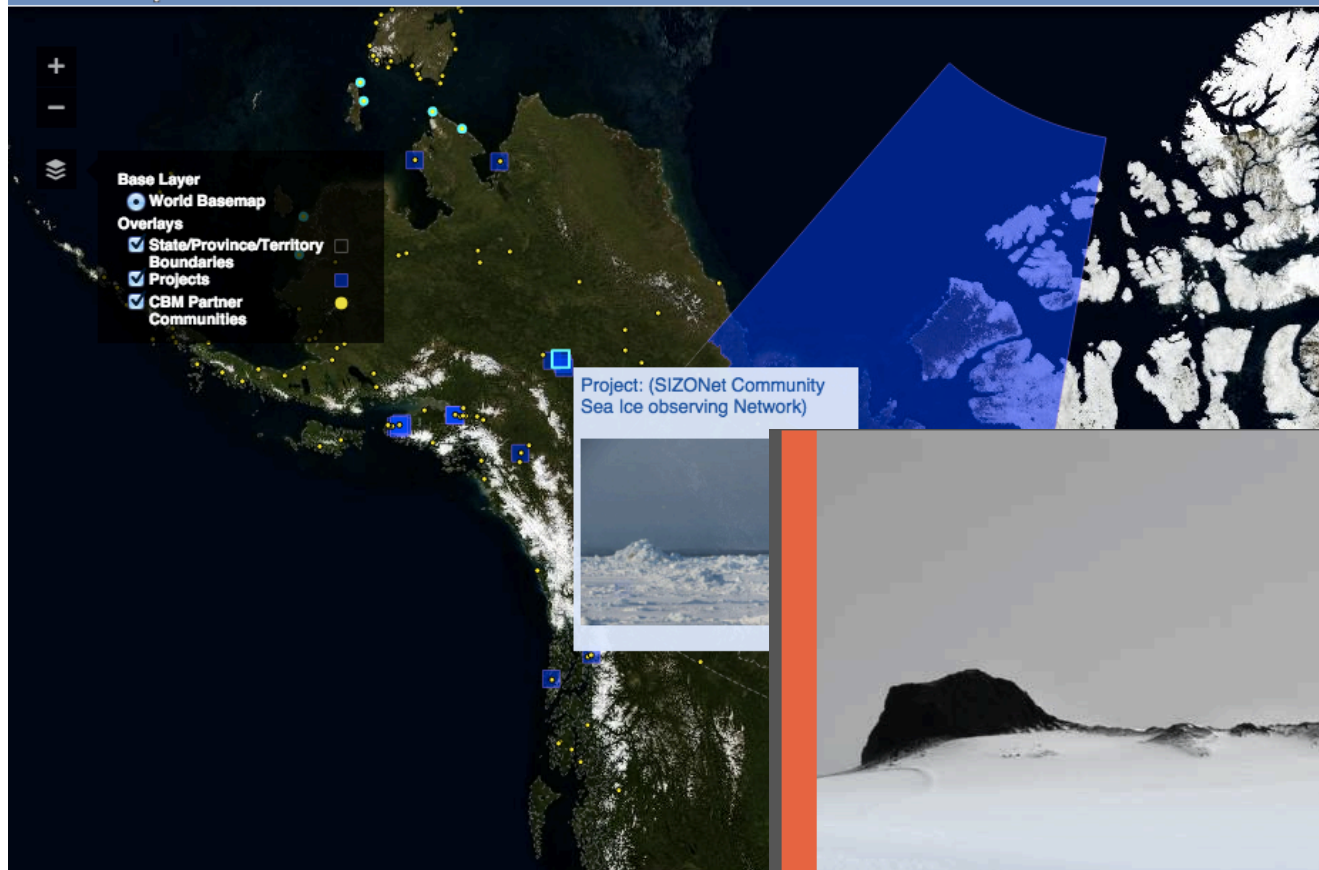 +
−
Base Layer
World Basemap
Overlays
State/Province/Territory
Boundaries
Projects
CBM Partner
Communities
Project: (SIZONet Community
Sea Ice observing Network)